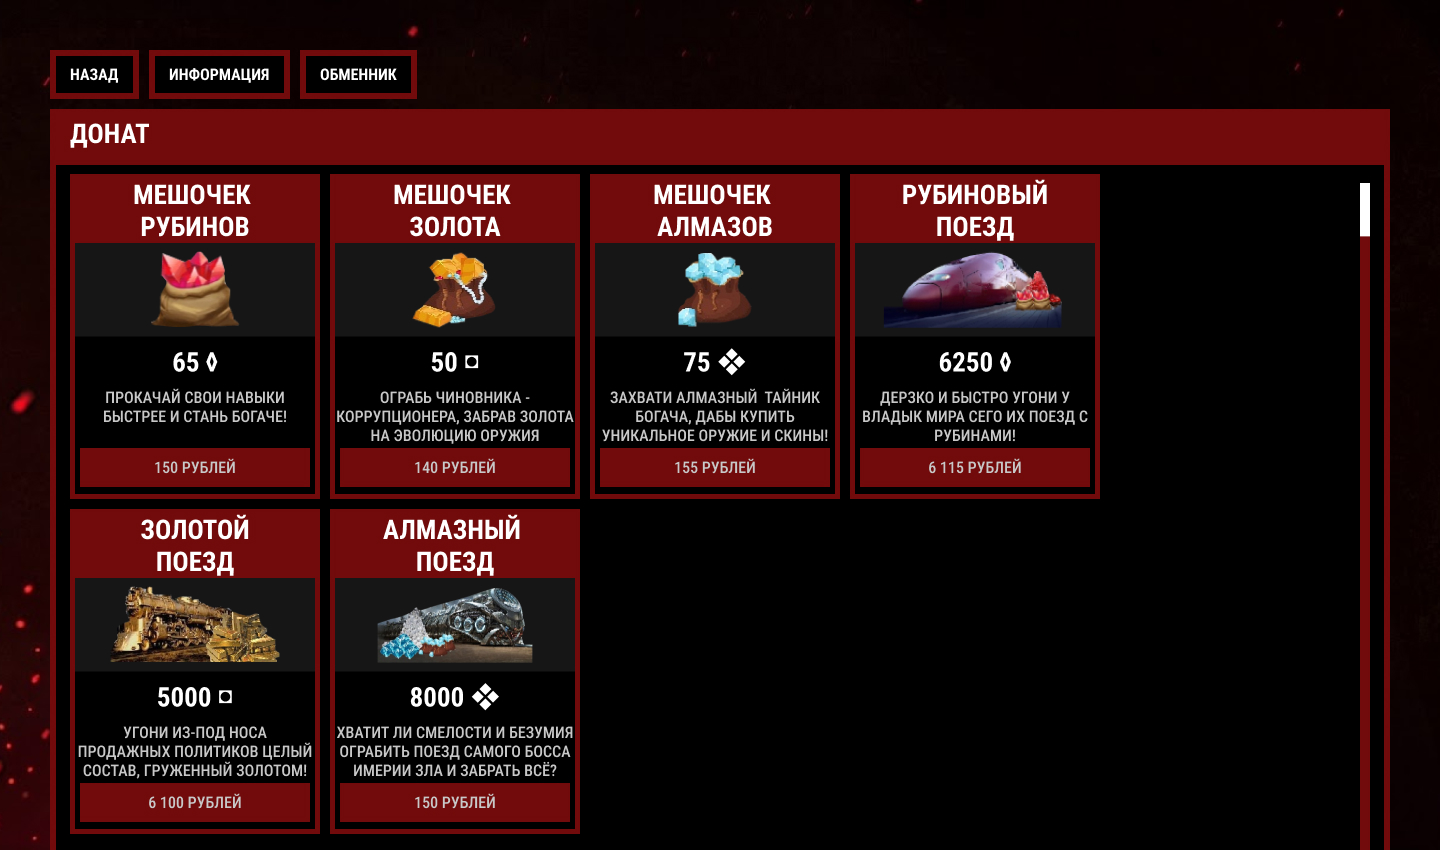 НАЗАД
ИНФОРМАЦИЯ
ОБМЕННИК
ДОНАТ
МЕШОЧЕК
РУБИНОВ
65
ПРОКАЧАЙ СВОИ НАВЫКИ
БЫСТРЕЕ И СТАНЬ БОГАЧЕ!
150 РУБЛЕЙ
МЕШОЧЕК
ЗОЛОТА
50
ОГРАБЬ ЧИНОВНИКА -
КОРРУПЦИОНЕРА, ЗАБРАВ ЗОЛОТА
НА ЭВОЛЮЦИЮ ОРУЖИЯ
140 РУБЛЕЙ
МЕШОЧЕК
АЛМАЗОВ
75 ❖
ЗАХВАТИ АЛМАЗНЫЙ ТАЙНИК
БОГАЧА, ДАБЫ КУПИТЬ
УНИКАЛЬНОЕ ОРУЖИЕ И СКИНЫ!
155 РУБЛЕЙ
РУБИНОВЫЙ
ПОЕЗД
6250
ДЕРЗКО И БЫСТРО УГОНИ У
ВЛАДЫК МИРА СЕГО ИХ ПОЕЗД С
РУБИНАМИ!
6 115 РУБЛЕЙ
ЗОЛОТОЙ
ПОЕЗД
5000
УГОНИ ИЗ-ПОД НОСА
ПРОДАЖНЫХ ПОЛИТИКОВ ЦЕЛЫЙ
СОСТАВ, ГРУЖЕННЫЙ ЗОЛОТОМ!
6 100 РУБЛЕЙ
АЛМАЗНЫЙ
ПОЕЗД
8000 ❖
ХВАТИТ ЛИ СМЕЛОСТИ И БЕЗУМИЯ
ОГРАБИТЬ ПОЕЗД САМОГО БОССА
ИМЕРИИ ЗЛА И ЗАБРАТЬ ВСЁ?
150 РУБЛЕЙ